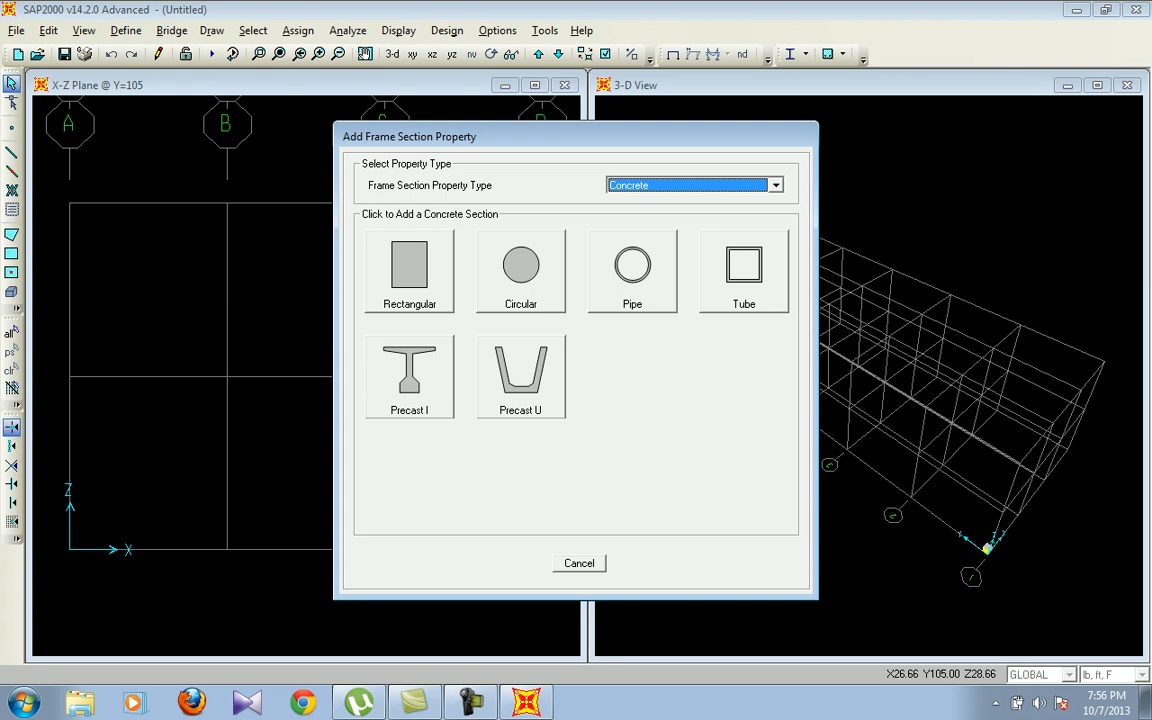 SAP2000 v14.2.0 Advanced - (Untitled)
File Edit View Define Bridge Draw Select Assign Analyze Display Design Options Tools Help
3-d xy xz yz nv nd
X-Z Plane @ Y=105
3-D View
A B
Add Frame Section Property
Select Property Type
Frame Section Property Type Concrete
Click to Add a Concrete Section
Rectangular Circular Pipe Tube
Precast I Precast U
Cancel
all
ps
clr
Z
X
X26.66 Y105.00 Z28.66 GLOBAL lb, ft, F
7:56 PM
10/7/2013